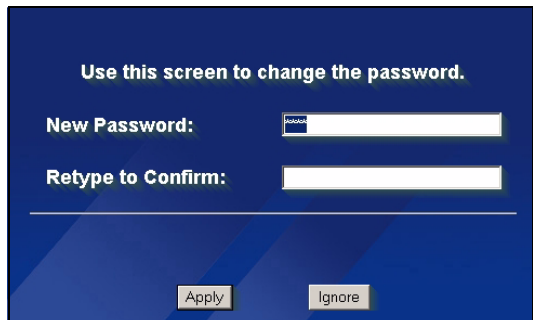 Use this screen to change the password.
New Password: ****
Retype to Confirm:
Apply Ignore